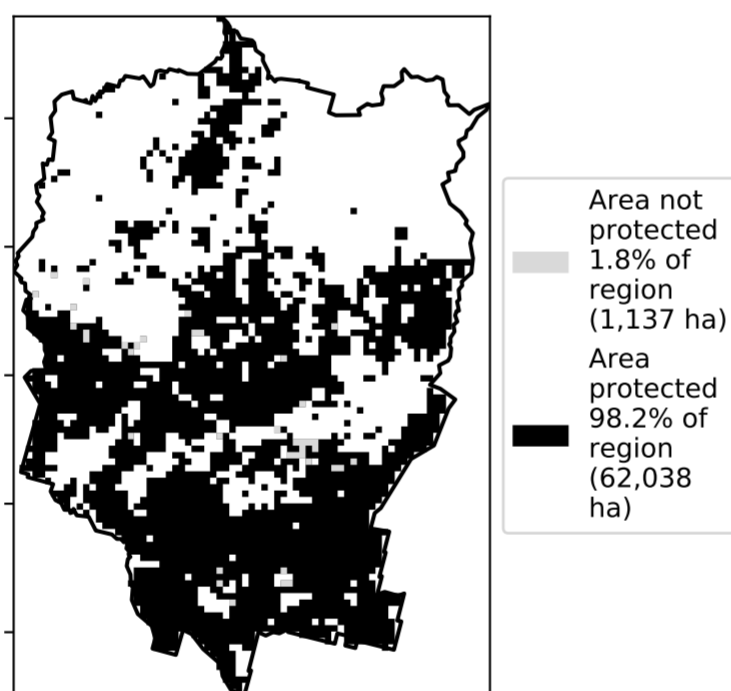 Area not
protected
1.8% of
region
(1,137 ha)
Area
protected
98.2% of
region
(62,038
ha)